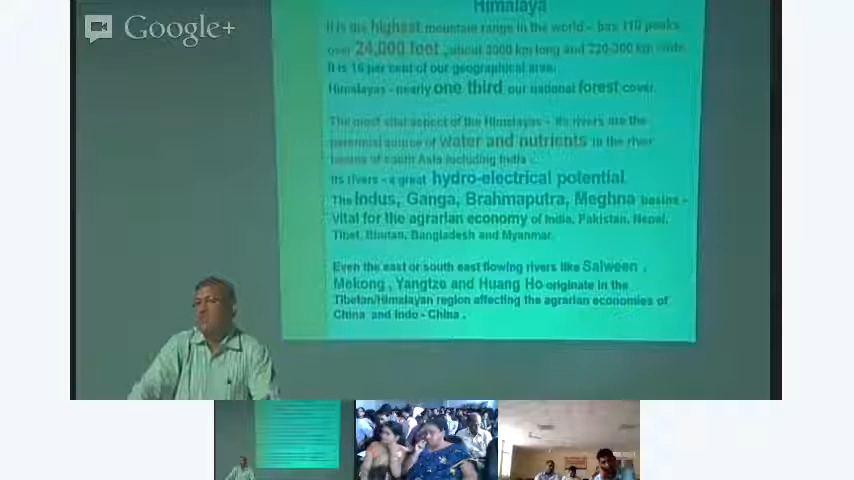 Google+
Himalaya
It is the highest mountain range in the world - has 110 peaks
over 24,000 feet , about 3000 km long and 220-300 km wide.
It is 16 per cent of our geographical area.
Himalayas - nearly one third our national forest cover.
The most vital aspect of the Himalayas - its rivers are the
perennial source of water and nutrients to the river
basins of south Asia including India .
Its rivers - a great hydro-electrical potential.
The Indus, Ganga, Brahmaputra, Meghna basins -
vital for the agrarian economy of India, Pakistan, Nepal,
Tibet, Bhutan, Bangladesh and Myanmar.
Even the east or south east flowing rivers like Salween ,
Mekong , Yangtze and Huang Ho originate in the
Tibetan/Himalayan region affecting the agrarian economies of
China and Indo - China .